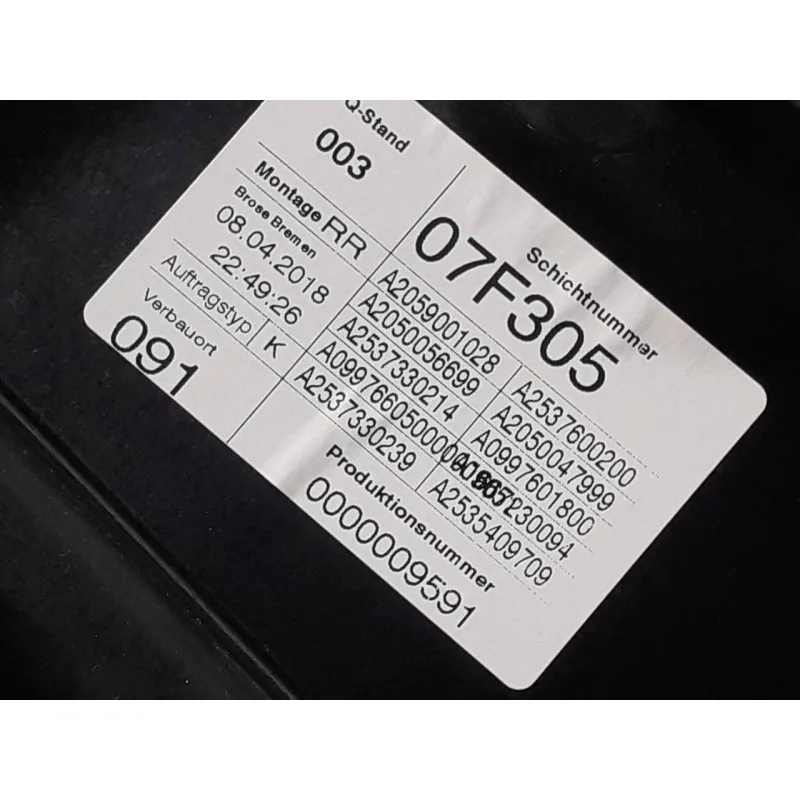 Q-Stand
003
Montage RR
Brose Bremen
08.04.2018
22:49:26
Auftragstyp K
Verbauort
091
Schichtnummer
07F305
A2059001028 A2537600200
A2050056699 A2050047999
A2537330214 A0997601800
A2537330239 A2535409709
Produktionsnummer
0000009591